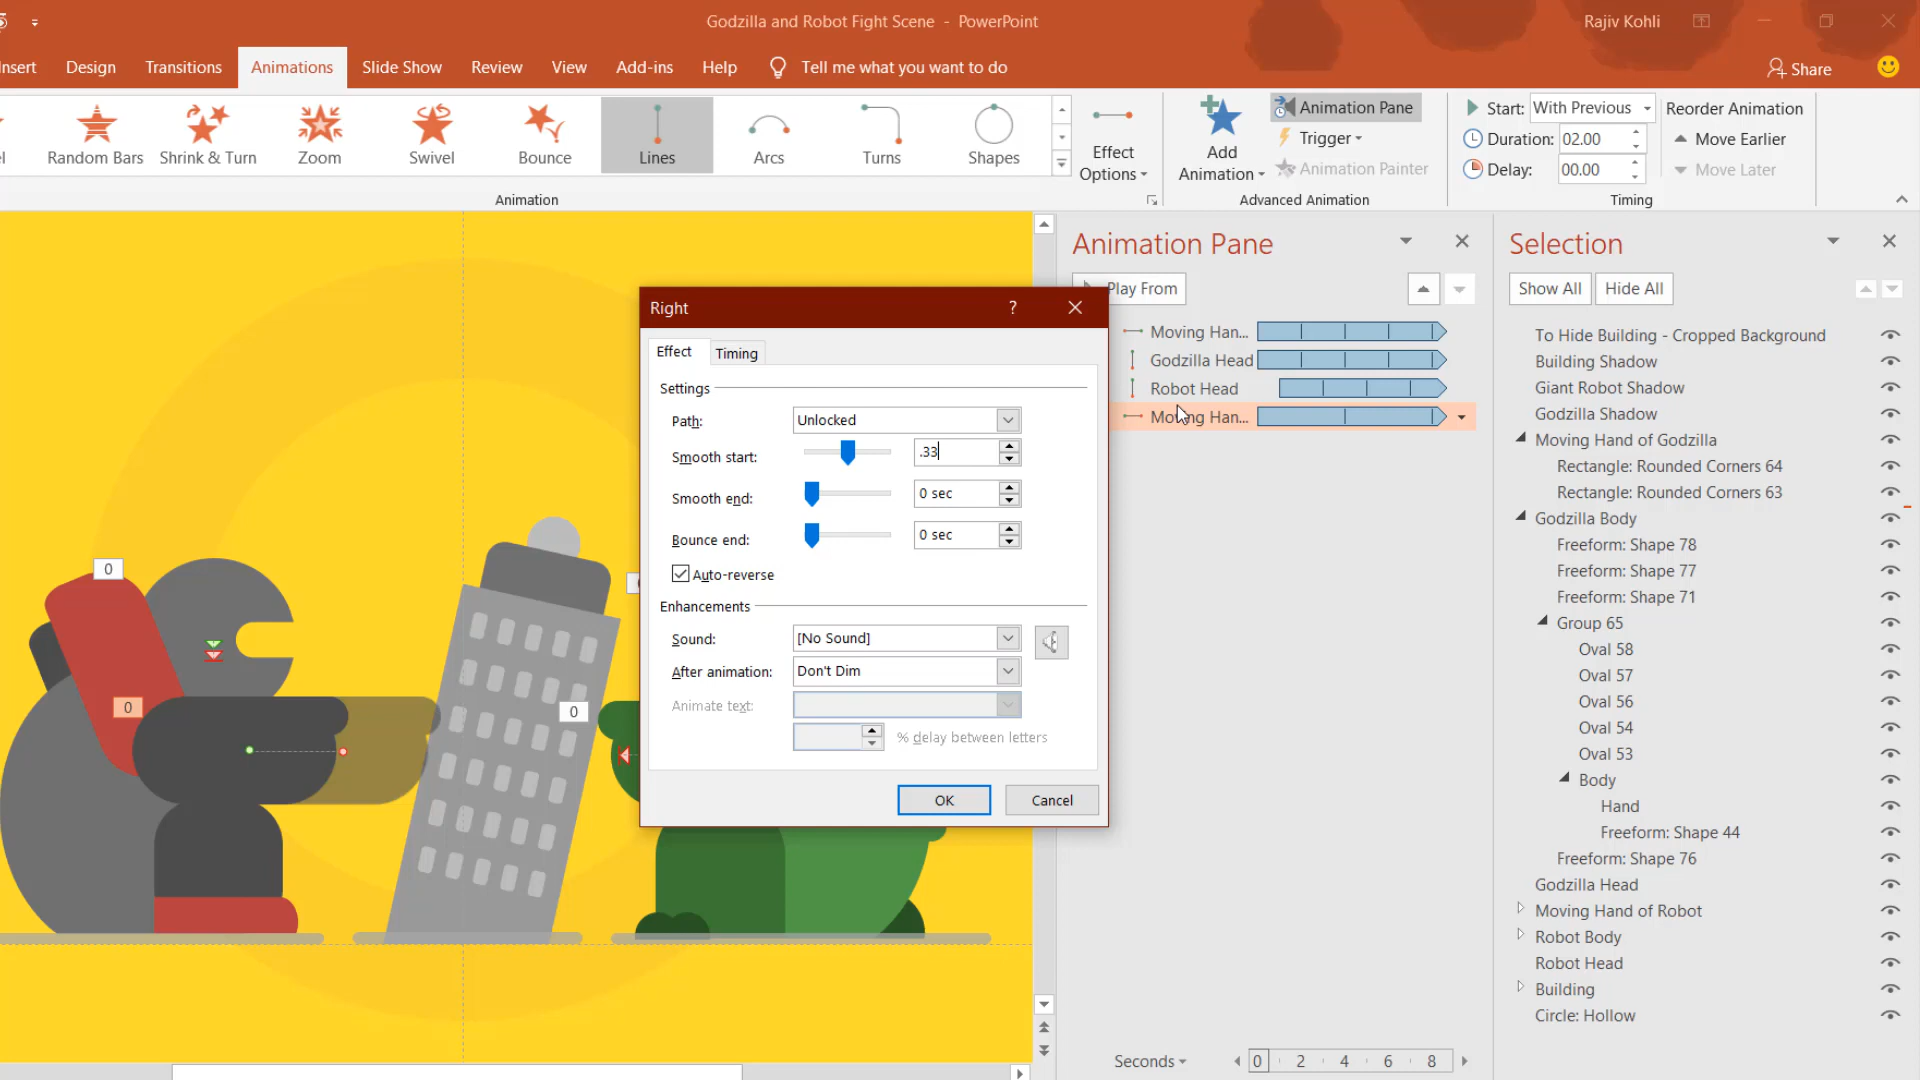 Godzilla and Robot Fight Scene - PowerPoint
Rajiv Kohli
nsert Design Transitions Animations Slide Show Review View Add-ins Help Tell me what you want to do
Share
Random Bars Shrink & Turn Zoom Swivel Bounce Lines Arcs Turns Shapes
Effect Options
Add Animation
Animation Pane
Trigger
Animation Painter
Start: With Previous
Duration: 02.00
Delay: 00.00
Reorder Animation
Move Earlier
Move Later
Animation
Advanced Animation
Timing
Animation Pane
Play From
Moving Han...
Godzilla Head
Robot Head
Moving Han...
Seconds 0 2 4 6 8
Selection
Show All Hide All
To Hide Building - Cropped Background
Building Shadow
Giant Robot Shadow
Godzilla Shadow
Moving Hand of Godzilla
Rectangle: Rounded Corners 64
Rectangle: Rounded Corners 63
Godzilla Body
Freeform: Shape 78
Freeform: Shape 77
Freeform: Shape 71
Group 65
Oval 58
Oval 57
Oval 56
Oval 54
Oval 53
Body
Hand
Freeform: Shape 44
Freeform: Shape 76
Godzilla Head
Moving Hand of Robot
Robot Body
Robot Head
Building
Circle: Hollow
Right ?
Effect Timing
Settings
Path: Unlocked
Smooth start: .33
Smooth end: 0 sec
Bounce end: 0 sec
Auto-reverse
Enhancements
Sound: [No Sound]
After animation: Don't Dim
Animate text:
% delay between letters
OK Cancel
0
0
0